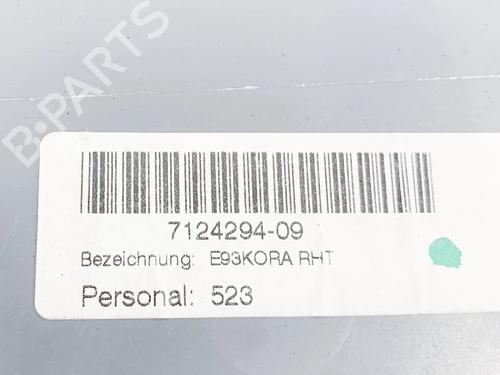 B-PARTS
7124294-09
Bezeichnung: E93KORA RHT
Personal: 523